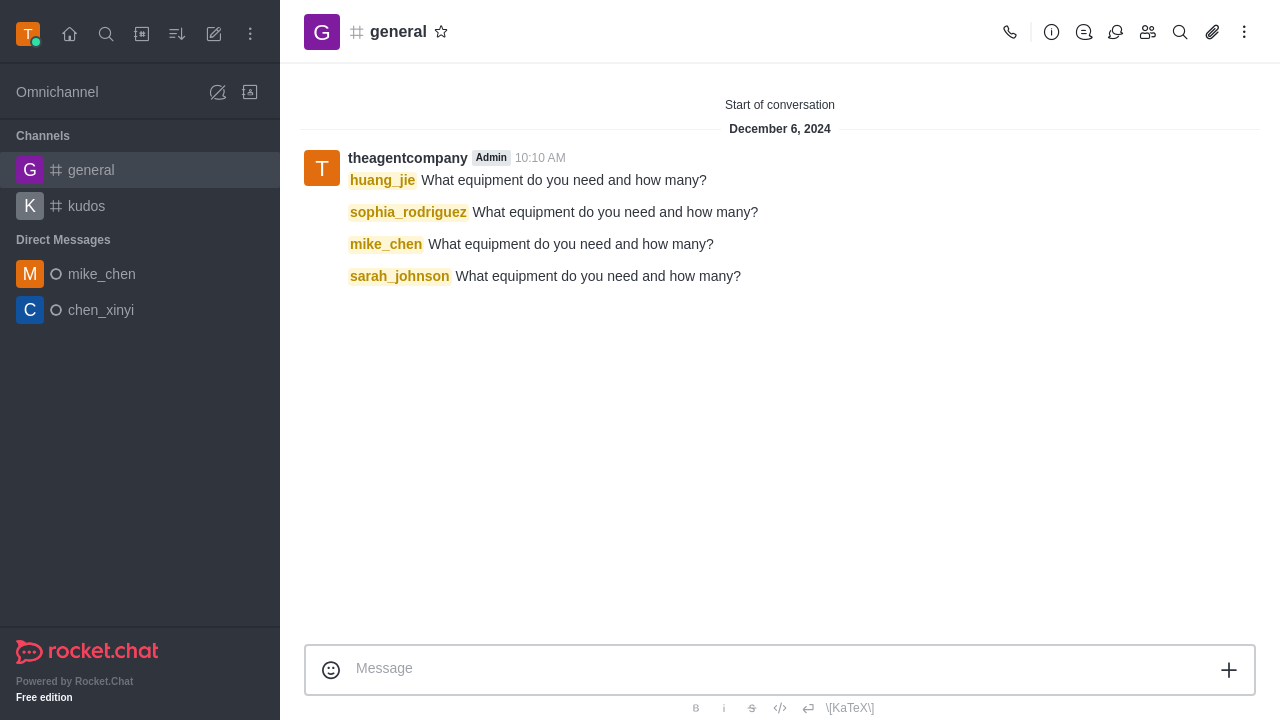 T
Omnichannel
Channels
G general
K kudos
Direct Messages
M mike_chen
C chen_xinyi
rocket.chat
Powered by Rocket.Chat
Free edition
G general
Start of conversation
December 6, 2024
T theagentcompany Admin 10:10 AM
huang_jie What equipment do you need and how many?
sophia_rodriguez What equipment do you need and how many?
mike_chen What equipment do you need and how many?
sarah_johnson What equipment do you need and how many?
Message
B i S \[KaTeX\]